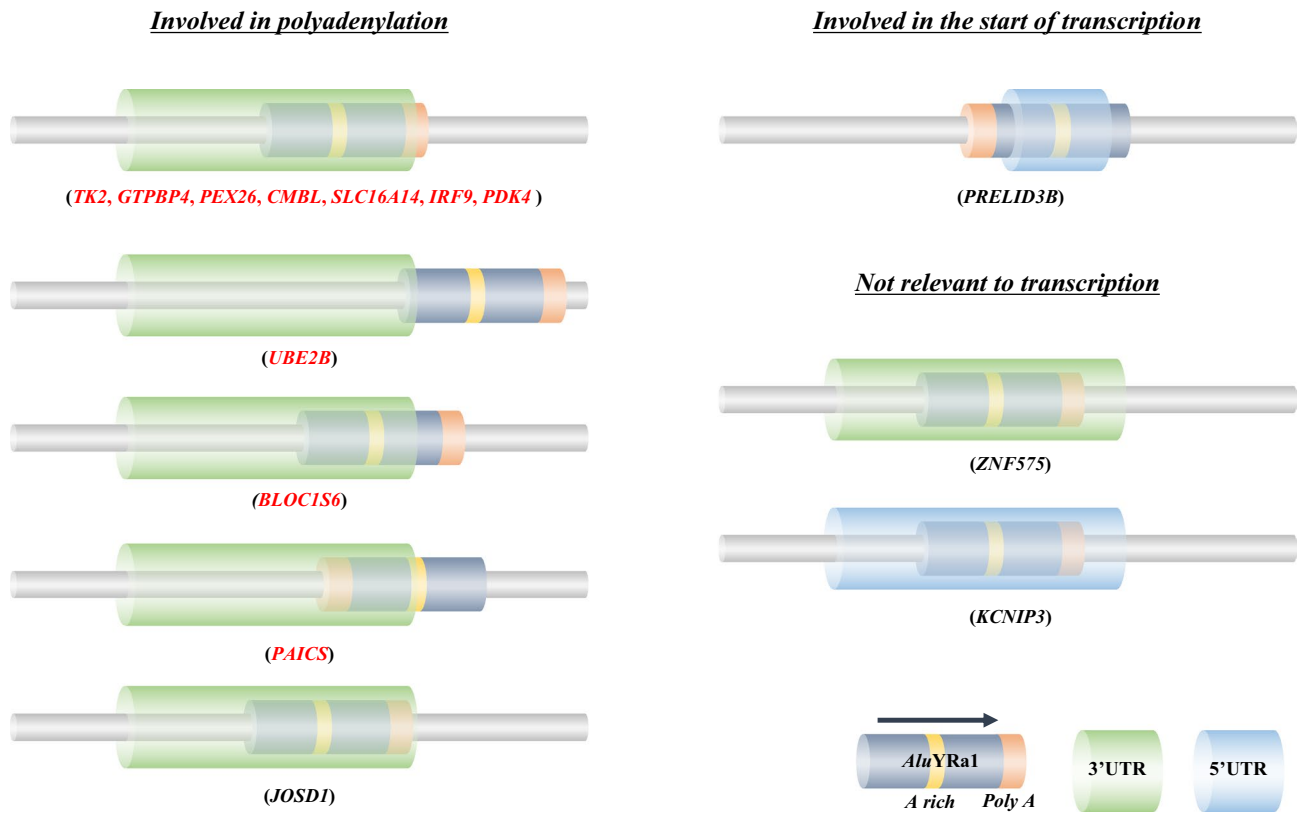 Involved in polyadenylation
(TK2, GTPBP4, PEX26, CMBL, SLC16A14, IRF9, PDK4 )
(UBE2B)
(BLOC1S6)
(PAICS)
(JOSD1)
Involved in the start of transcription
(PRELID3B)
Not relevant to transcription
(ZNF575)
(KCNIP3)
AluYRa1
A rich
Poly A
3’UTR
5’UTR